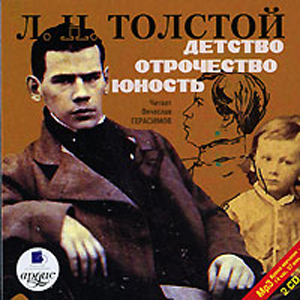 Л. Н. ТОЛСТОЙ
ДЕТСТВО
ОТРОЧЕСТВО
ЮНОСТЬ
Читает
Вячеслав
ГЕРАСИМОВ
АРДИС
Mp3
2 CD